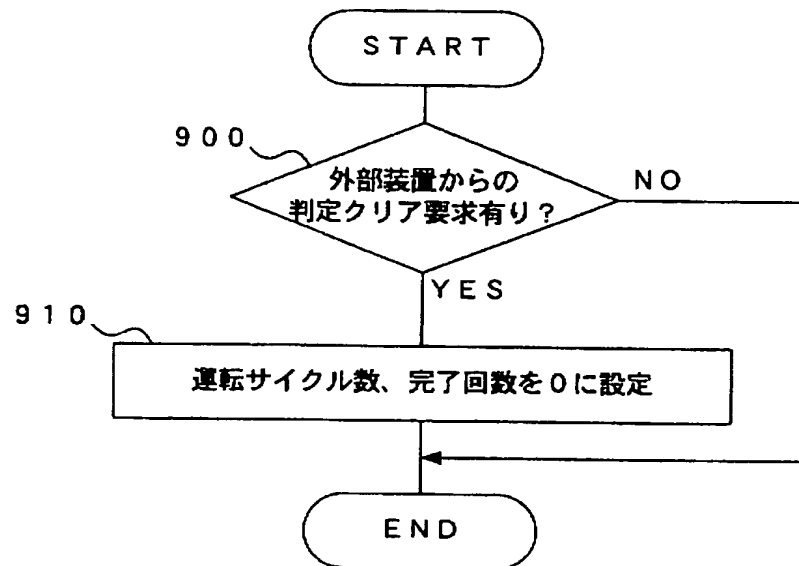 ＳＴＡＲＴ
９００
外部装置からの
判定クリア要求有り？
ＮＯ
ＹＥＳ
９１０
運転サイクル数、完了回数を０に設定
ＥＮＤ